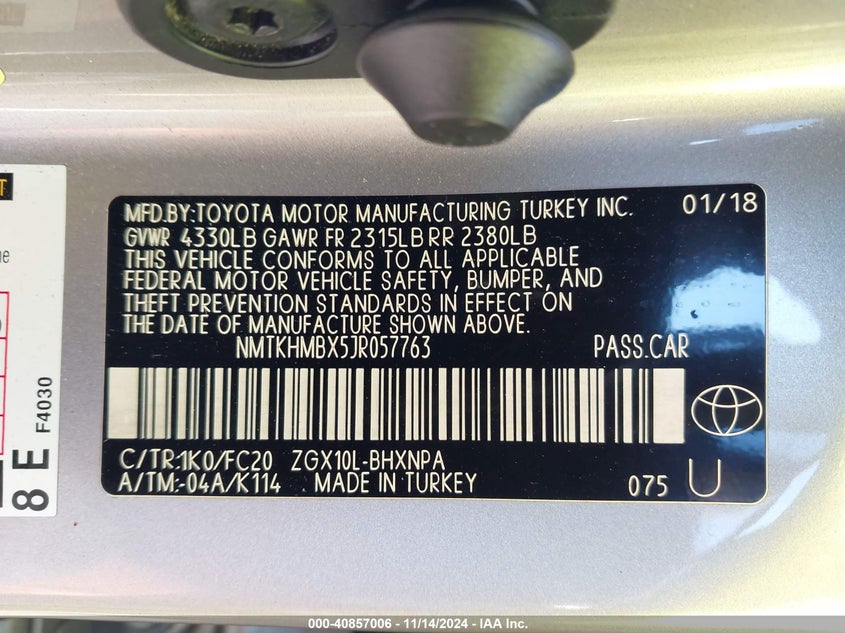 MFD.BY:TOYOTA MOTOR MANUFACTURING TURKEY INC. 01/18
GVWR 4330LB GAWR FR 2315LB RR 2380LB
THIS VEHICLE CONFORMS TO ALL APPLICABLE
FEDERAL MOTOR VEHICLE SAFETY, BUMPER, AND
THEFT PREVENTION STANDARDS IN EFFECT ON
THE DATE OF MANUFACTURE SHOWN ABOVE.
NMTKHMBX5JR057763 PASS.CAR
C/TR:1K0/FC20 ZGX10L-BHXNPA
A/TM:-04A/K114 MADE IN TURKEY 075 U
8 E F4030
000-40857006 - 11/14/2024 - IAA Inc.